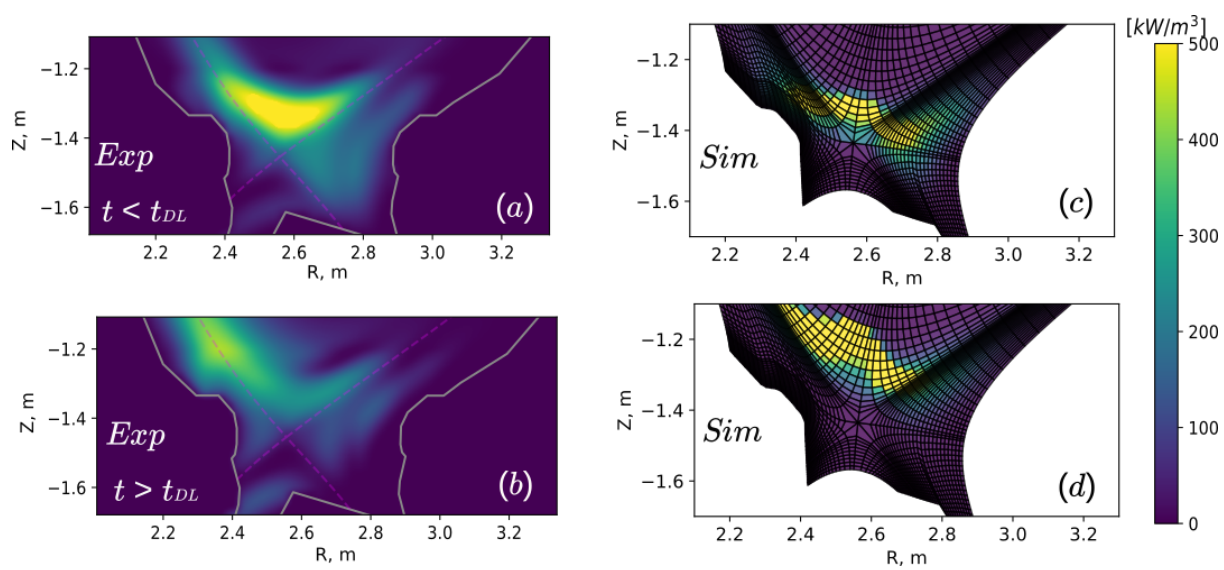 −1.2
−1.4
−1.6
Z, m
Exp
t < tDL
(a)
2.2 2.4 2.6 2.8 3.0 3.2
R, m
−1.2
−1.4
−1.6
Z, m
Sim
(c)
2.2 2.4 2.6 2.8 3.0 3.2
R, m
−1.2
−1.4
−1.6
Z, m
Exp
t > tDL
(b)
2.2 2.4 2.6 2.8 3.0 3.2
R, m
−1.2
−1.4
−1.6
Z, m
Sim
(d)
2.2 2.4 2.6 2.8 3.0 3.2
R, m
[kW/m³]
500
400
300
200
100
0